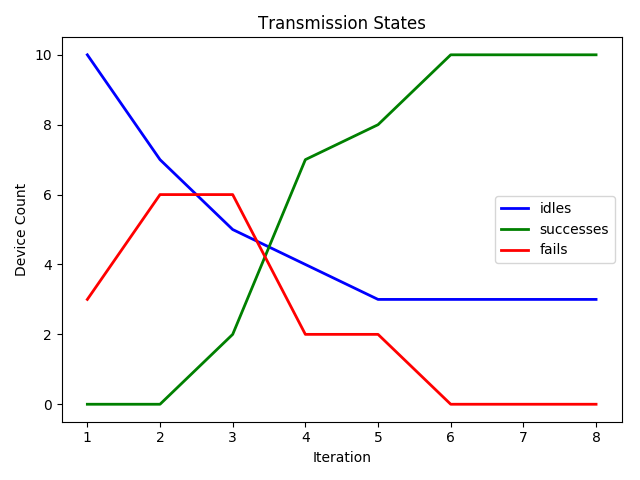 Transmission States
Device Count
10
8
6
4
2
0
idles
successes
fails
1 2 3 4 5 6 7 8
Iteration